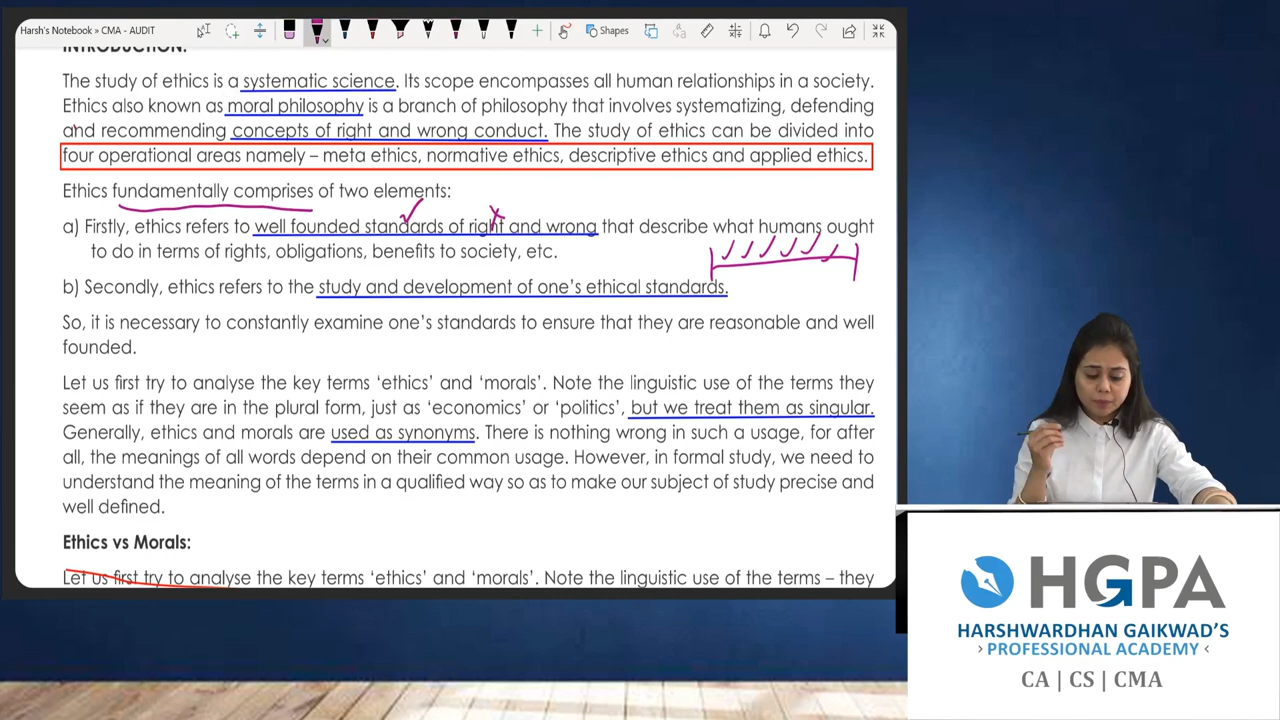 Harsh's Notebook » CMA - AUDIT
Shapes
INTRODUCTION:
The study of ethics is a systematic science. Its scope encompasses all human relationships in a society.
Ethics also known as moral philosophy is a branch of philosophy that involves systematizing, defending
and recommending concepts of right and wrong conduct. The study of ethics can be divided into
four operational areas namely – meta ethics, normative ethics, descriptive ethics and applied ethics.
Ethics fundamentally comprises of two elements:
a) Firstly, ethics refers to well founded standards of right and wrong that describe what humans ought
to do in terms of rights, obligations, benefits to society, etc.
b) Secondly, ethics refers to the study and development of one's ethical standards.
So, it is necessary to constantly examine one's standards to ensure that they are reasonable and well
founded.
Let us first try to analyse the key terms 'ethics' and 'morals'. Note the linguistic use of the terms they
seem as if they are in the plural form, just as 'economics' or 'politics', but we treat them as singular.
Generally, ethics and morals are used as synonyms. There is nothing wrong in such a usage, for after
all, the meanings of all words depend on their common usage. However, in formal study, we need to
understand the meaning of the terms in a qualified way so as to make our subject of study precise and
well defined.
Ethics vs Morals:
Let us first try to analyse the key terms 'ethics' and 'morals'. Note the linguistic use of the terms – they
HGPA
HARSHWARDHAN GAIKWAD'S
› PROFESSIONAL ACADEMY ‹
CA | CS | CMA